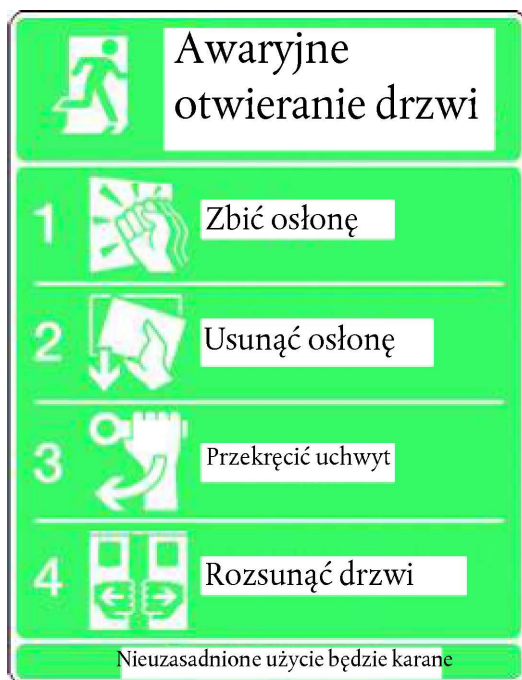 Awaryjne
otwieranie drzwi
1 Zbić osłonę
2 Usunąć osłonę
3 Przekręcić uchwyt
4 Rozsunąć drzwi
Nieuzasadnione użycie będzie karane